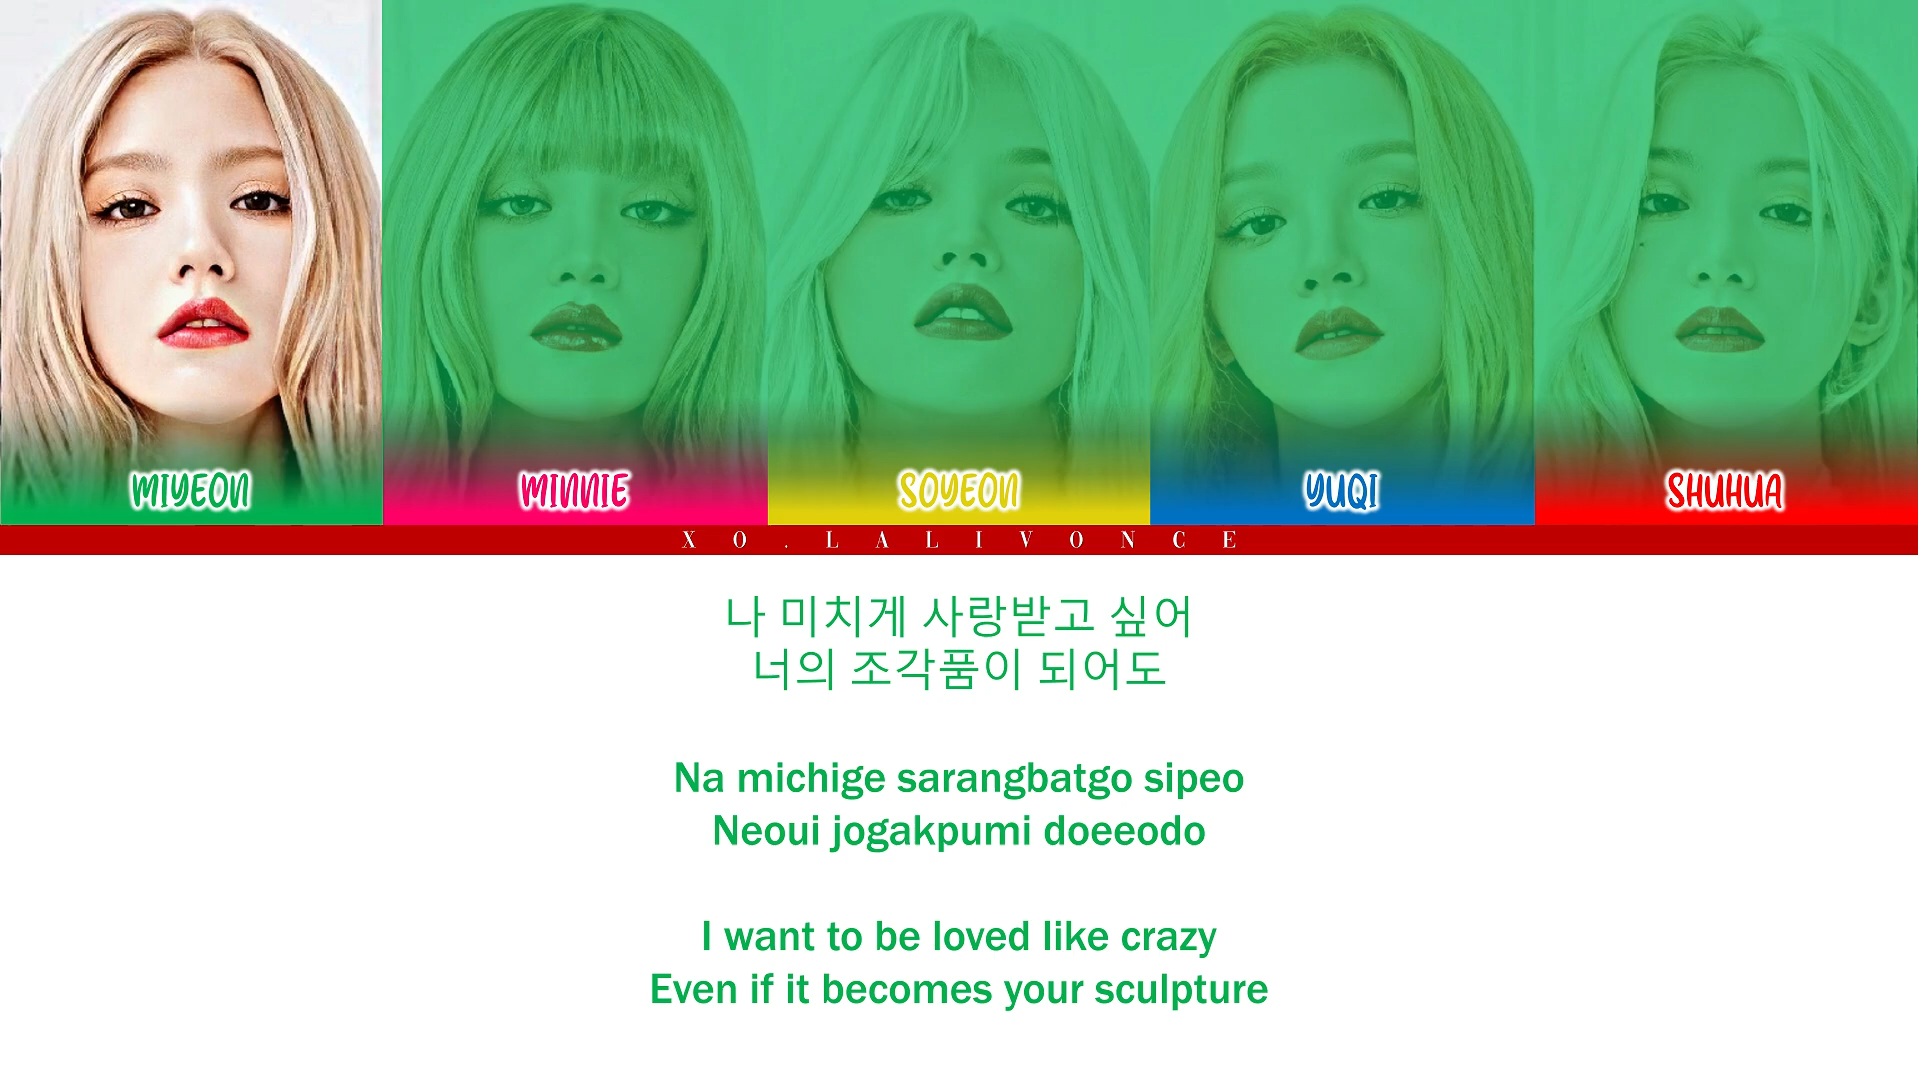 MIYEON
MINNIE
SOYEON
YUQI
SHUHUA
XO.LALIVONCE
나 미치게 사랑받고 싶어
너의 조각품이 되어도
Na michige sarangbatgo sipeo
Neoui jogakpumi doeeodo
I want to be loved like crazy
Even if it becomes your sculpture